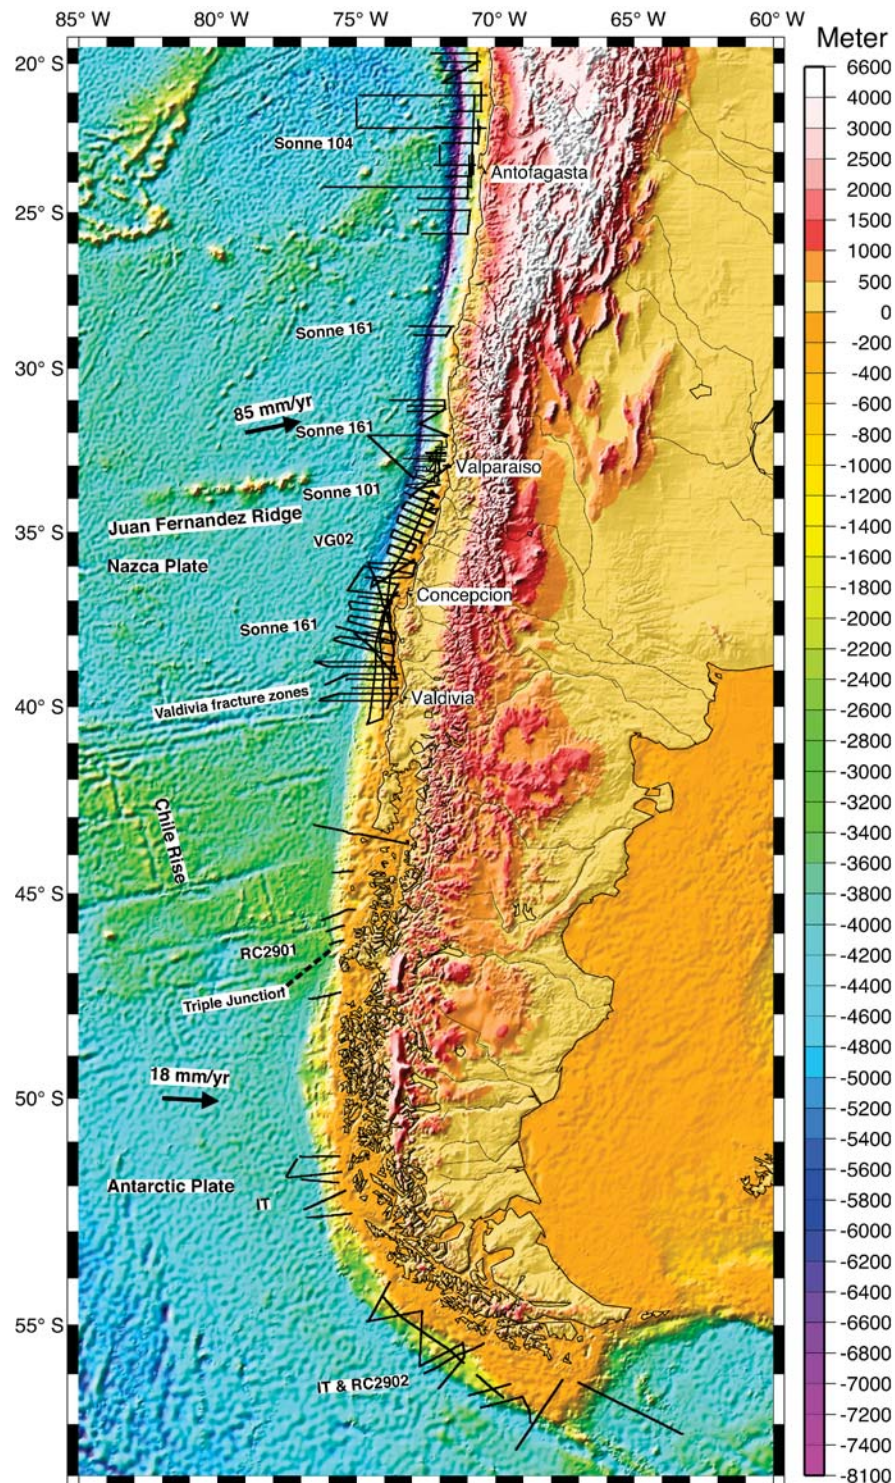 85° W 80° W 75° W 70° W 65° W 60° W
Meter
20° S
25° S
30° S
35° S
40° S
45° S
50° S
55° S
Sonne 104
Antofagasta
Sonne 161
85 mm/yr
Sonne 161
Valparaiso
Sonne 101
Juan Fernandez Ridge
VG02
Nazca Plate
Concepcion
Sonne 161
Valdivia fracture zones
Valdivia
Chile Rise
RC2901
Triple Junction
18 mm/yr
Antarctic Plate
IT
IT & RC2902
6600
4000
3000
2500
2000
1500
1000
500
0
-200
-400
-600
-800
-1000
-1200
-1400
-1600
-1800
-2000
-2200
-2400
-2600
-2800
-3000
-3200
-3400
-3600
-3800
-4000
-4200
-4400
-4600
-4800
-5000
-5200
-5400
-5600
-5800
-6000
-6200
-6400
-6600
-6800
-7000
-7200
-7400
-8100